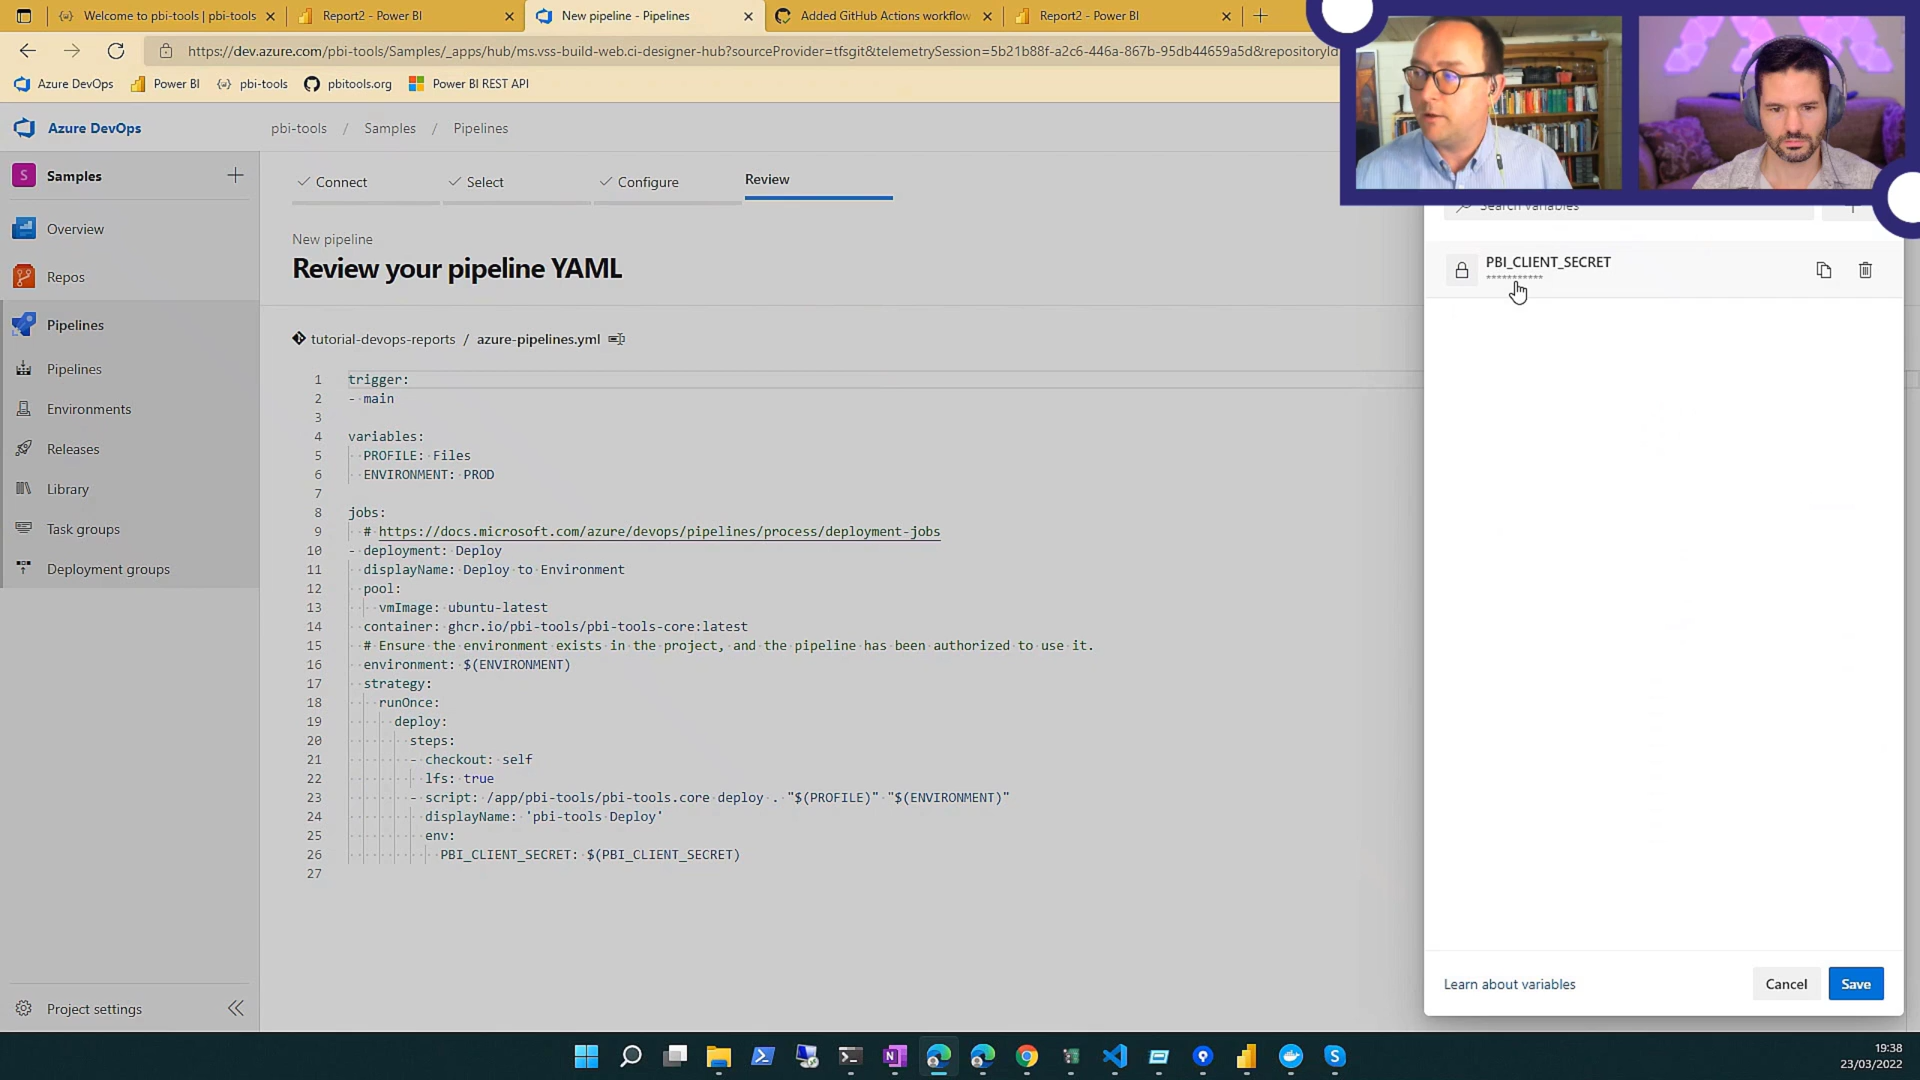 Welcome to pbi-tools | pbi-tools
Report2 - Power BI
New pipeline - Pipelines
Added GitHub Actions workflow
Report2 - Power BI
https://dev.azure.com/pbi-tools/Samples/_apps/hub/ms.vss-build-web.ci-designer-hub?sourceProvider=tfsgit&telemetrySession=5b21b88f-a2c6-446a-867b-95db44659a5d&repositoryId
Azure DevOps
Power BI
pbi-tools
pbitools.org
Power BI REST API
Azure DevOps
pbi-tools / Samples / Pipelines
S Samples
Overview
Repos
Pipelines
Pipelines
Environments
Releases
Library
Task groups
Deployment groups
Project settings
Connect
Select
Configure
Review
New pipeline
Review your pipeline YAML
tutorial-devops-reports / azure-pipelines.yml
1 trigger:
2 - main
3
4 variables:
5 PROFILE: Files
6 ENVIRONMENT: PROD
7
8 jobs:
9 # https://docs.microsoft.com/azure/devops/pipelines/process/deployment-jobs
10 - deployment: Deploy
11 displayName: Deploy to Environment
12 pool:
13 vmImage: ubuntu-latest
14 container: ghcr.io/pbi-tools/pbi-tools-core:latest
15 # Ensure the environment exists in the project, and the pipeline has been authorized to use it.
16 environment: $(ENVIRONMENT)
17 strategy:
18 runOnce:
19 deploy:
20 steps:
21 - checkout: self
22 lfs: true
23 - script: /app/pbi-tools/pbi-tools.core deploy . "$(PROFILE)" "$(ENVIRONMENT)"
24 displayName: 'pbi-tools Deploy'
25 env:
26 PBI_CLIENT_SECRET: $(PBI_CLIENT_SECRET)
27
Search variables
PBI_CLIENT_SECRET
***********
Learn about variables
Cancel
Save
19:38
23/03/2022